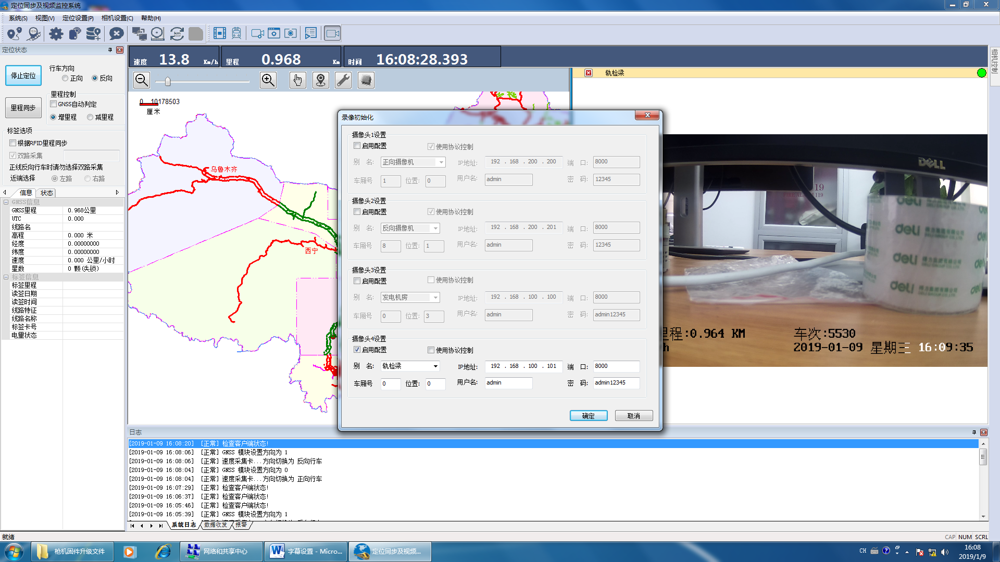 定位同步及视频监控系统
系统(S) 视图(V) 定位设置(P) 相机设置(C) 帮助(H)
定位状态
停止定位
行车方向
正向 反向
里程同步
里程控制
GNSS自动判定
增里程 减里程
标签选项
根据RFID里程同步
双路采集
正线反向行车时请勿选择双路采集
近端选择 左路 右路
信息 状态
GNSS信息
GNSS里程 0.968公里
UTC 0.000
线路名
高程 0.000 米
经度 0.00000000
纬度 0.00000000
速度 0.000 公里/小时
星数 0 颗(失锁)
标签信息
标签里程
读签日期
读签时间
线路特征
线路名称
标签卡号
电量状态
速度 13.8 Km/h 里程 0.968 Km 时间 16:08:28.393
0 10178503
厘米
乌鲁木齐
西宁
轨检梁
相机控制
录像初始化
摄像头1设置
启用配置 使用协议控制
别 名: 正向摄像机 IP地址: 192 . 168 . 200 . 200 端 口: 8000
车厢号 1 位置: 0 用户名: admin 密 码: 12345
摄像头2设置
启用配置 使用协议控制
别 名: 反向摄像机 IP地址: 192 . 168 . 200 . 201 端 口: 8000
车厢号 8 位置: 1 用户名: admin 密 码: 12345
摄像头3设置
启用配置 使用协议控制
别 名: 发电机房 IP地址: 192 . 168 . 100 . 100 端 口: 8000
车厢号 0 位置: 3 用户名: admin 密 码: admin12345
摄像头4设置
启用配置 使用协议控制
别 名: 轨检梁 IP地址: 192 . 168 . 100 . 101 端 口: 8000
车厢号 0 位置: 0 用户名: admin 密 码: admin12345
确定 取消
DELL
deli
deli
deli
deli
程:0.964 KM 车次:5530
h 2019-01-09 星期三 16:09:35
日志
[2019-01-09 16:08:20] [正常] 检查客户端状态!
[2019-01-09 16:08:06] [正常] GNSS 模块设置方向为 1
[2019-01-09 16:08:06] [正常] 速度采集卡...方向切换为 反向行车
[2019-01-09 16:08:04] [正常] GNSS 模块设置方向为 0
[2019-01-09 16:08:04] [正常] 速度采集卡...方向切换为 正向行车
[2019-01-09 16:07:29] [正常] 检查客户端状态!
[2019-01-09 16:06:37] [正常] 检查客户端状态!
[2019-01-09 16:05:46] [正常] 检查客户端状态!
[2019-01-09 16:05:39] [正常] GNSS 模块设置方向为 1
系统日志 数据收发 报警
就绪
CAP NUM SCRL
枪机固件升级文件
网络和共享中心
字幕设置 - Micro...
定位同步及视频...
CH
16:08
2019/1/9